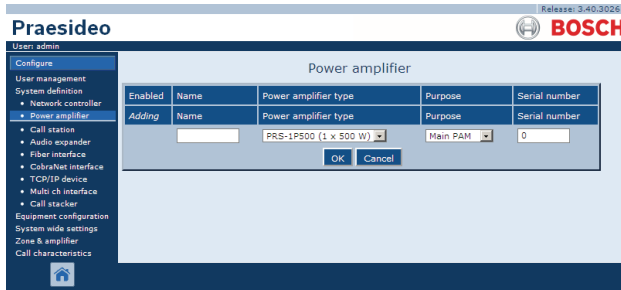 Release: 3.40.3026
Praesideo
BOSCH
User: admin
Configure
User management
System definition
• Network controller
• Power amplifier
• Call station
• Audio expander
• Fiber interface
• CobraNet interface
• TCP/IP device
• Multi ch interface
• Call stacker
Equipment configuration
System wide settings
Zone & amplifier
Call characteristics
Power amplifier
Enabled Name Power amplifier type Purpose Serial number
Adding Name Power amplifier type Purpose Serial number
PRS-1P500 (1 x 500 W) Main PAM 0
OK Cancel